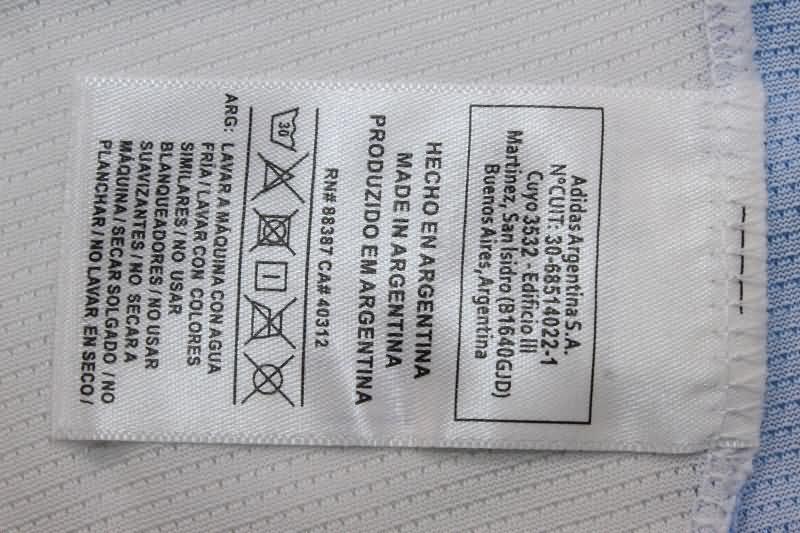 Adidas Argentina S.A.
N°CUIT: 30-68514022-1
Cuyo 3532 - Edificio III
Martinez, San Isidro (B1640GJD)
Buenos Aires, Argentina
HECHO EN ARGENTINA
MADE IN ARGENTINA
PRODUZIDO EM ARGENTINA
RN# 88387 CA# 40312
30
ARG: LAVAR A MÁQUINA CON AGUA
FRÍA / LAVAR CON COLORES
SIMILARES / NO USAR
BLANQUEADORES / NO USAR
SUAVIZANTES / NO SECAR A
MÁQUINA / SECAR SOLGADO / NO
PLANCHAR / NO LAVAR EN SECO /